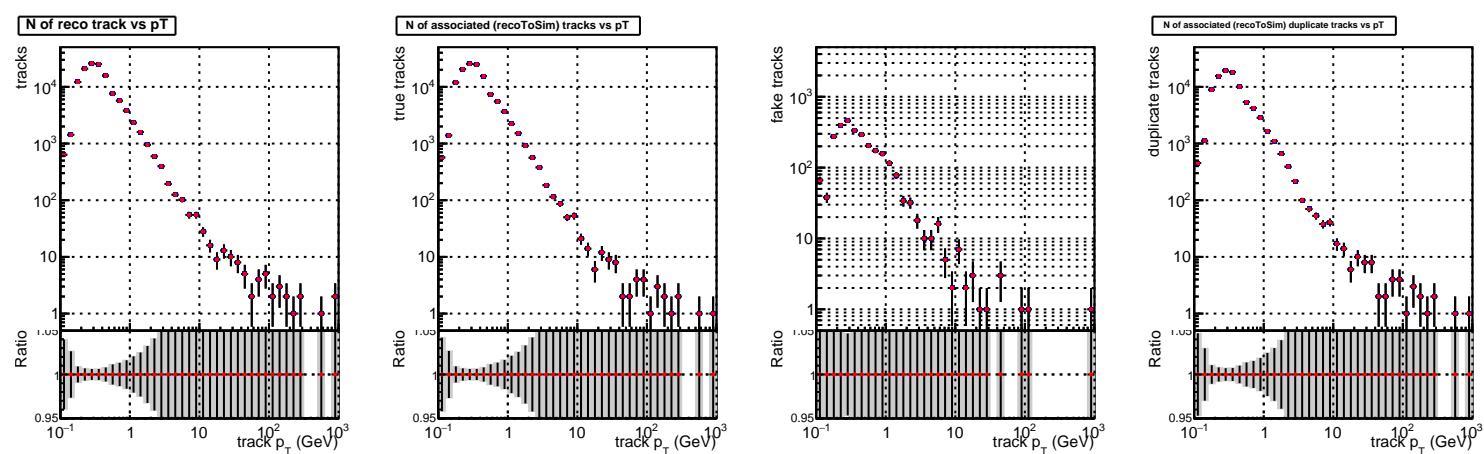 N of reco track vs pT
tracks
10^4
10^3
10^2
10
1
Ratio
1.05
1
0.95
10^-1 1 10 10^2 10^3
track p_T (GeV)
N of associated (recoToSim) tracks vs pT
true tracks
10^4
10^3
10^2
10
1
Ratio
1.05
1
0.95
10^-1 1 10 10^2 10^3
track p_T (GeV)
fake tracks
10^3
10^2
10
1
Ratio
1.05
1
0.95
10^-1 1 10 10^2 10^3
track p_T (GeV)
N of associated (recoToSim) duplicate tracks vs pT
duplicate tracks
10^4
10^3
10^2
10
1
Ratio
1.05
1
0.95
10^-1 1 10 10^2 10^3
track p_T (GeV)